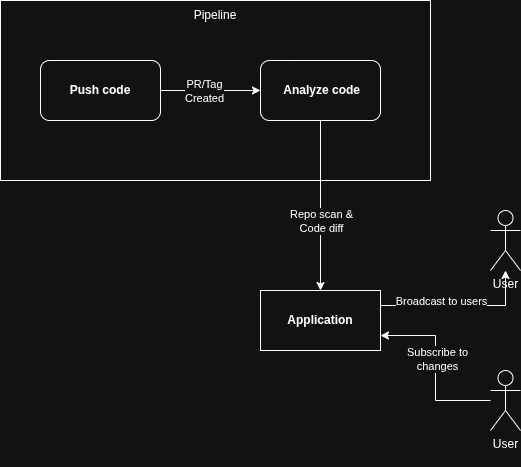 Pipeline
Push code
PR/Tag
Created
Analyze code
Repo scan &
Code diff
User
Broadcast to users
Application
Subscribe to
changes
User